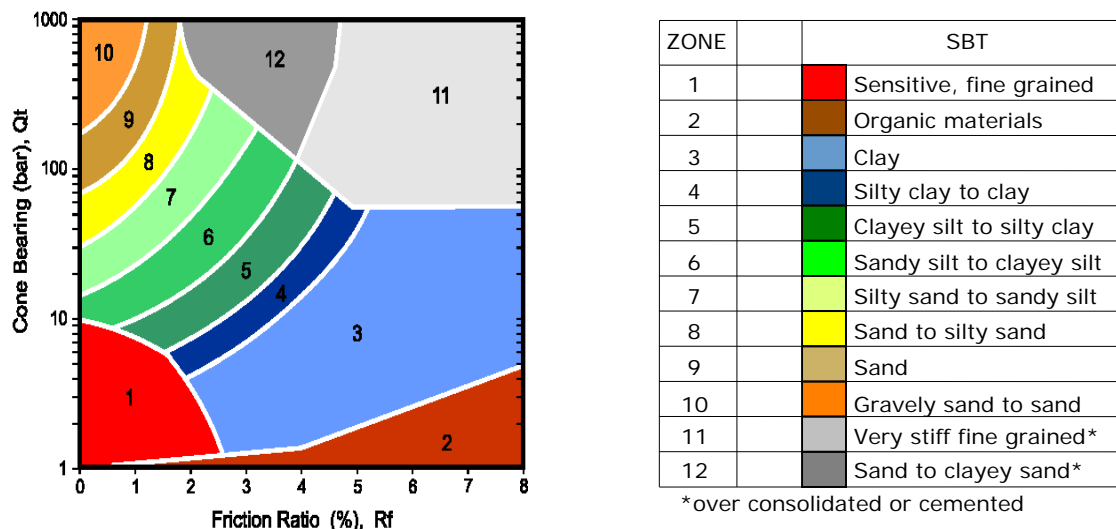 1000
100
10
1
Cone Bearing (bar), Qt
10
12
11
9
8
7
6
5
4
3
1
2
0 1 2 3 4 5 6 7 8
Friction Ratio (%), Rf
ZONE SBT
1 Sensitive, fine grained
2 Organic materials
3 Clay
4 Silty clay to clay
5 Clayey silt to silty clay
6 Sandy silt to clayey silt
7 Silty sand to sandy silt
8 Sand to silty sand
9 Sand
10 Gravely sand to sand
11 Very stiff fine grained*
12 Sand to clayey sand*
*over consolidated or cemented